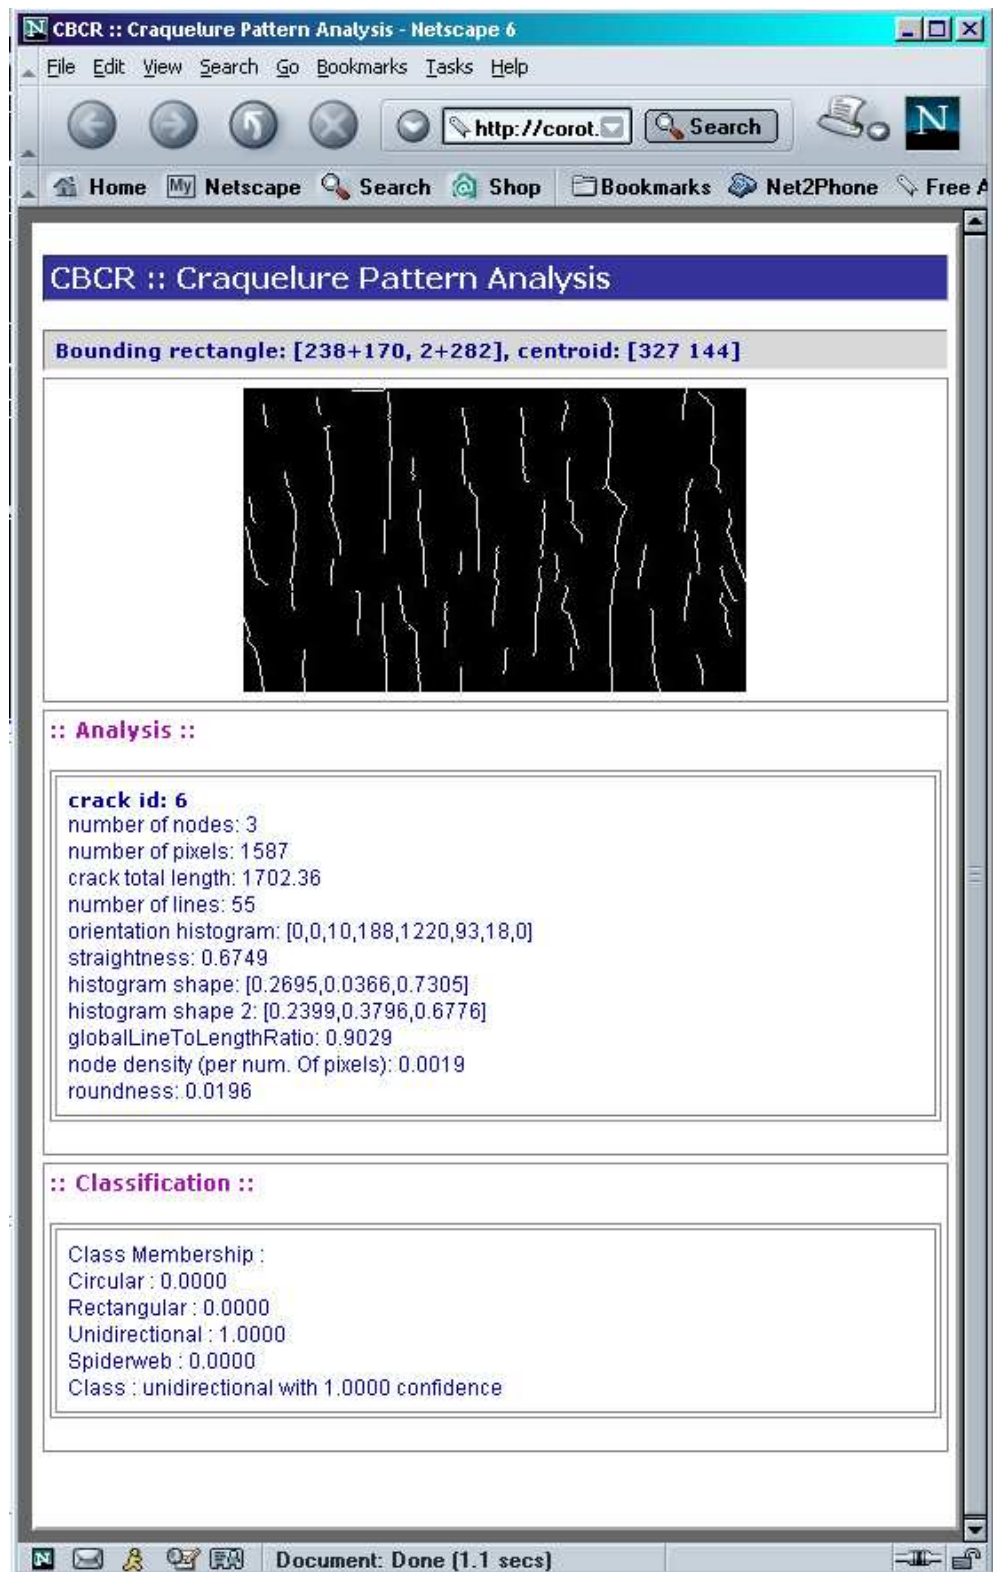 CBCR :: Craquelure Pattern Analysis - Netscape 6
File Edit View Search Go Bookmarks Tasks Help
http://corot. Search N
Home My Netscape Search Shop Bookmarks Net2Phone Free A
CBCR :: Craquelure Pattern Analysis
Bounding rectangle: [238+170, 2+282], centroid: [327 144]
:: Analysis ::
crack id: 6
number of nodes: 3
number of pixels: 1587
crack total length: 1702.36
number of lines: 55
orientation histogram: [0,0,10,188,1220,93,18,0]
straightness: 0.6749
histogram shape: [0.2695,0.0366,0.7305]
histogram shape 2: [0.2399,0.3796,0.6776]
globalLineToLengthRatio: 0.9029
node density (per num. Of pixels): 0.0019
roundness: 0.0196
:: Classification ::
Class Membership :
Circular : 0.0000
Rectangular : 0.0000
Unidirectional : 1.0000
Spiderweb : 0.0000
Class : unidirectional with 1.0000 confidence
Document: Done (1.1 secs)